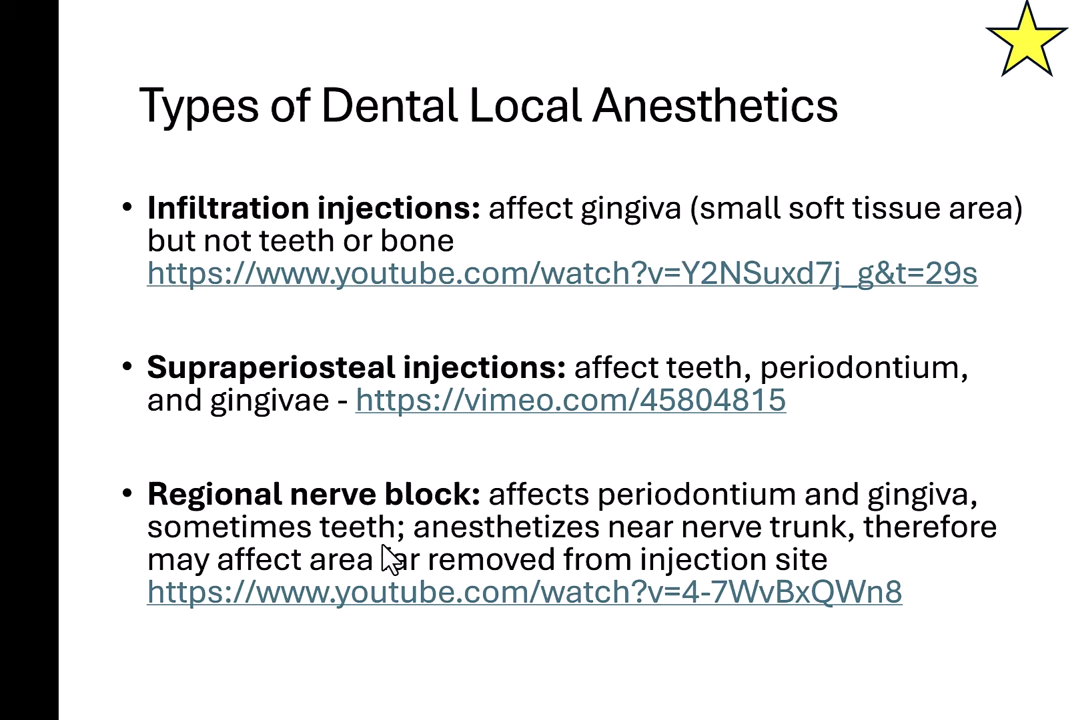 Types of Dental Local Anesthetics
• Infiltration injections: affect gingiva (small soft tissue area)
but not teeth or bone
https://www.youtube.com/watch?v=Y2NSuxd7j_g&t=29s
• Supraperiosteal injections: affect teeth, periodontium,
and gingivae - https://vimeo.com/45804815
• Regional nerve block: affects periodontium and gingiva,
sometimes teeth; anesthetizes near nerve trunk, therefore
may affect area far removed from injection site
https://www.youtube.com/watch?v=4-7WvBxQWn8